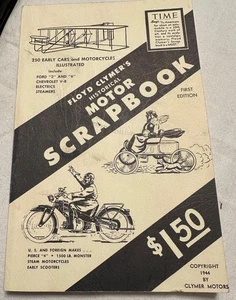 TIME
250 EARLY CARS and MOTORCYCLES
ILLUSTRATED
Include
FORD "T" AND "K"
CHEVROLET V-8
ELECTRICS
STEAMERS
FLOYD CLYMER'S
HISTORICAL
MOTOR
SCRAPBOOK
FIRST
EDITION
$1.50
U. S. AND FOREIGN MAKES . . .
PIERCE "4" * 1500 LB. MONSTER
STEAM MOTORCYCLES
EARLY SCOOTERS
COPYRIGHT
1944
BY
CLYMER MOTORS